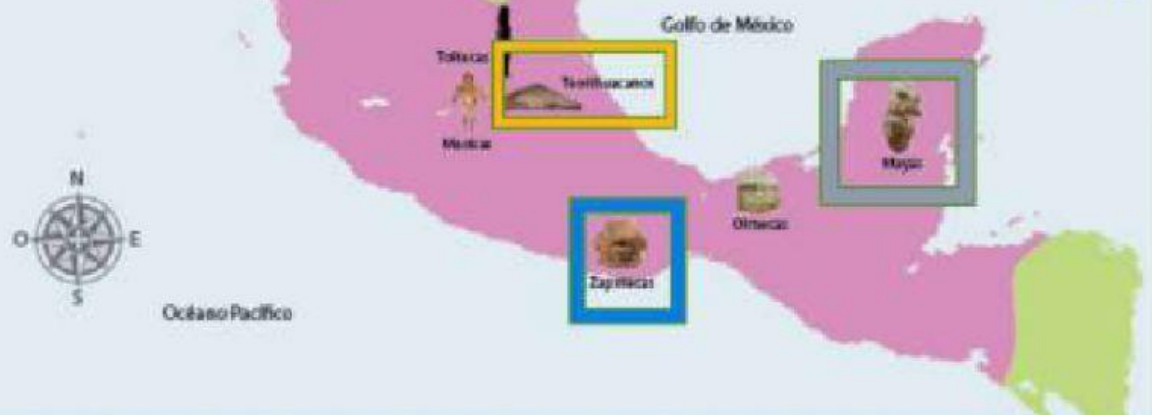 Golfo de México
Toltecas
Teotihuacanos
Mexicas
Mayas
Olmecas
Zapotecas
N
O
E
S
Océano Pacífico